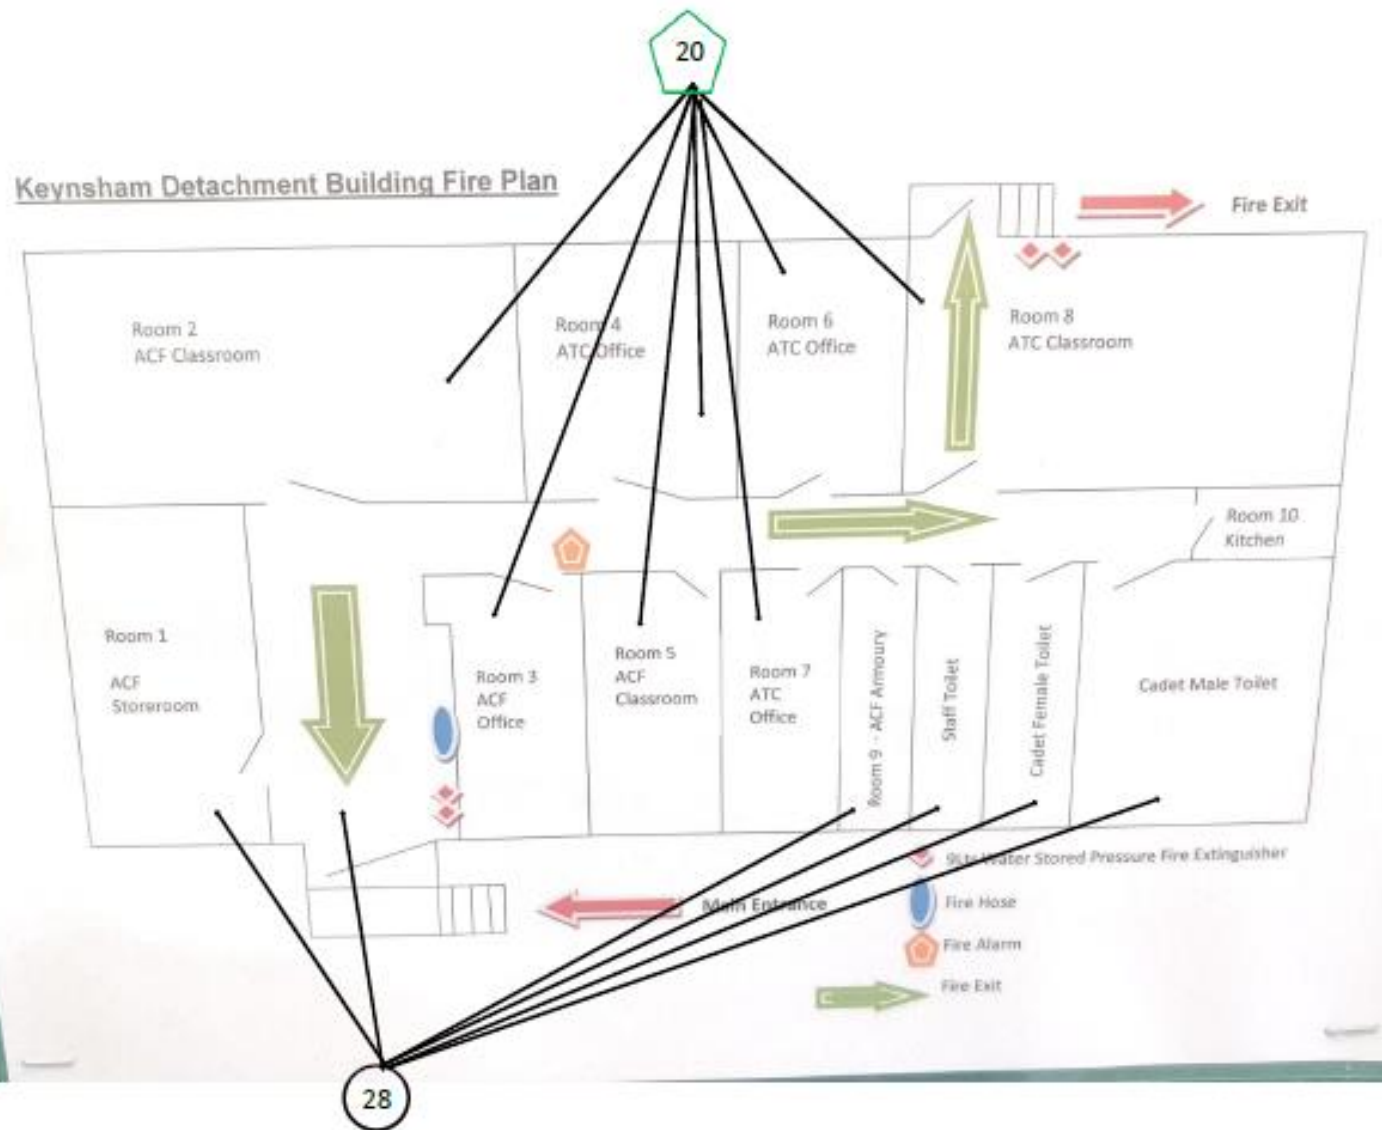 20
Keynsham Detachment Building Fire Plan
Fire Exit
Room 2
ACF Classroom
Room 4
ATC Office
Room 6
ATC Office
Room 8
ATC Classroom
Room 10
Kitchen
Room 1
ACF
Storeroom
Room 3
ACF
Office
Room 5
ACF
Classroom
Room 7
ATC
Office
Room 9 - ACF Armoury
Staff Toilet
Cadet Female Toilet
Cadet Male Toilet
Main Entrance
9Ltr Water Stored Pressure Fire Extinguisher
Fire Hose
Fire Alarm
Fire Exit
28